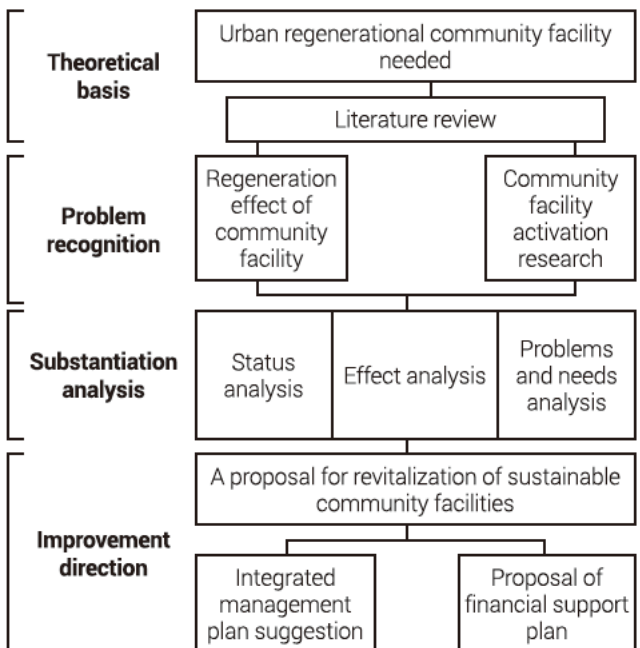 Theoretical
basis
Urban regenerational community facility
needed
Literature review
Problem
recognition
Regeneration
effect of
community
facility
Community
facility
activation
research
Substantiation
analysis
Status
analysis
Effect analysis
Problems
and needs
analysis
Improvement
direction
A proposal for revitalization of sustainable
community facilities
Integrated
management
plan suggestion
Proposal of
financial support
plan